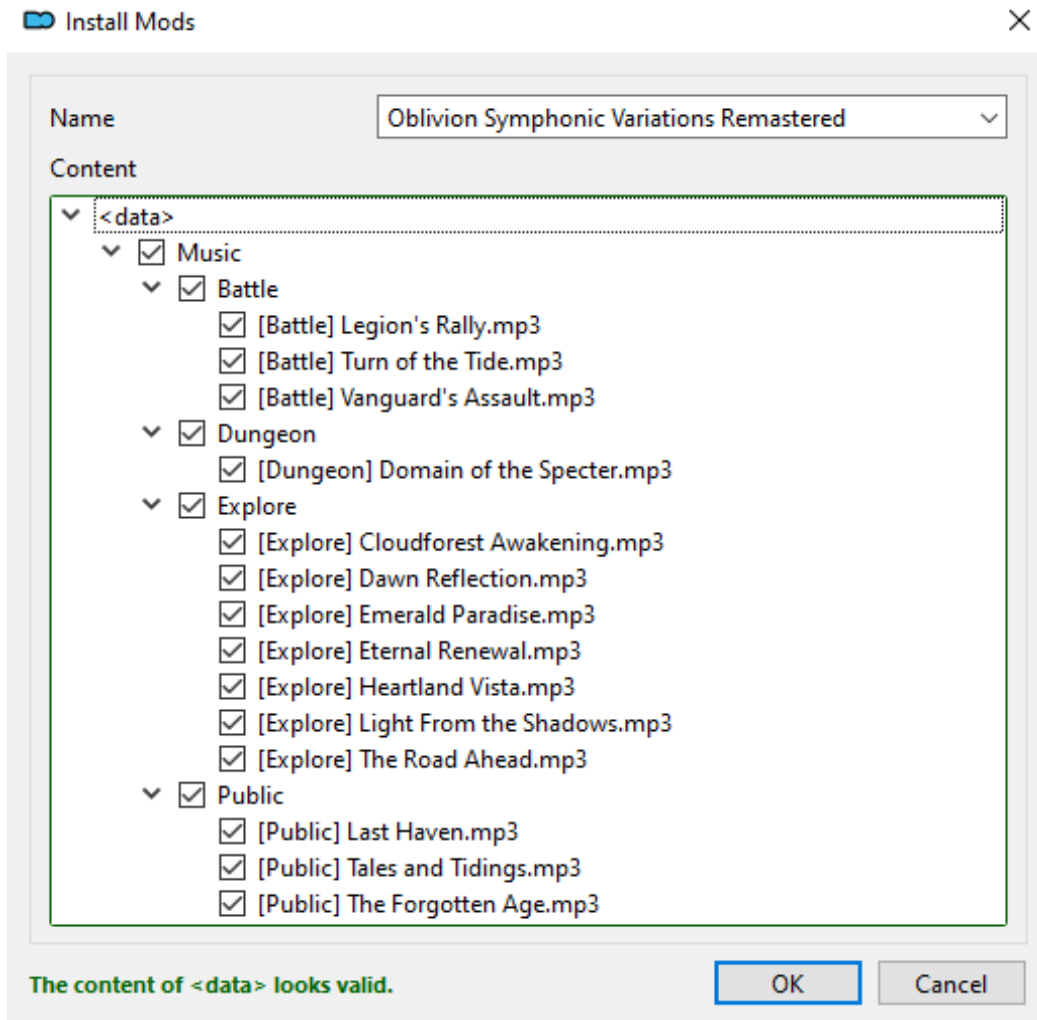 Install Mods
Name
Oblivion Symphonic Variations Remastered
Content
<data>
Music
Battle
[Battle] Legion's Rally.mp3
[Battle] Turn of the Tide.mp3
[Battle] Vanguard's Assault.mp3
Dungeon
[Dungeon] Domain of the Specter.mp3
Explore
[Explore] Cloudforest Awakening.mp3
[Explore] Dawn Reflection.mp3
[Explore] Emerald Paradise.mp3
[Explore] Eternal Renewal.mp3
[Explore] Heartland Vista.mp3
[Explore] Light From the Shadows.mp3
[Explore] The Road Ahead.mp3
Public
[Public] Last Haven.mp3
[Public] Tales and Tidings.mp3
[Public] The Forgotten Age.mp3
The content of <data> looks valid.
OK
Cancel